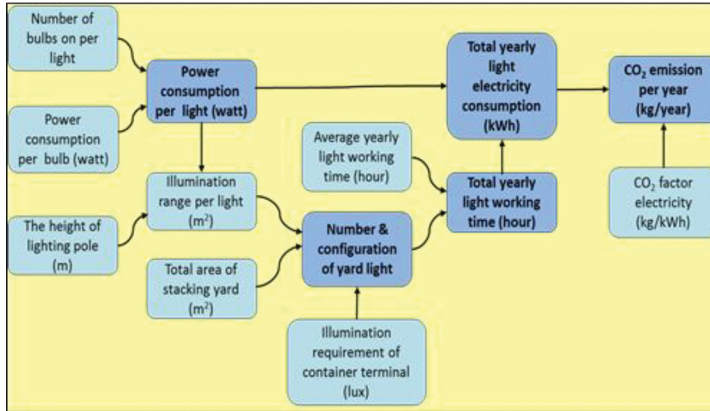 Number of
bulbs on per
light
Power
consumption
per light (watt)
Power
consumption
per bulb (watt)
Total yearly
light
electricity
consumption
(kWh)
CO2 emission
per year
(kg/year)
Average yearly
light working
time (hour)
Illumination
range per light
(m²)
Total yearly
light working
time (hour)
CO2 factor
electricity
(kg/kWh)
The height of
lighting pole
(m)
Number &
configuration
of yard light
Total area of
stacking yard
(m²)
Illumination
requirement of
container terminal
(lux)